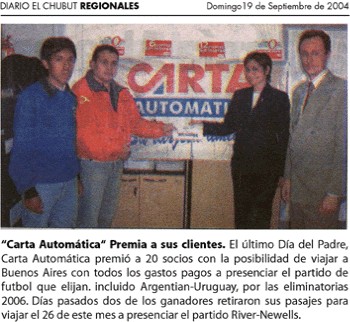 DIARIO EL CHUBUT REGIONALES Domingo19 de Septiembre de 2004
CARTA
AUTOMATICA
"Carta Automática" Premia a sus clientes. El último Día del Padre,
Carta Automática premió a 20 socios con la posibilidad de viajar a
Buenos Aires con todos los gastos pagos a presenciar el partido de
futbol que elijan. incluido Argentian-Uruguay, por las eliminatorias
2006. Días pasados dos de los ganadores retiraron sus pasajes para
viajar el 26 de este mes a presenciar el partido River-Newells.